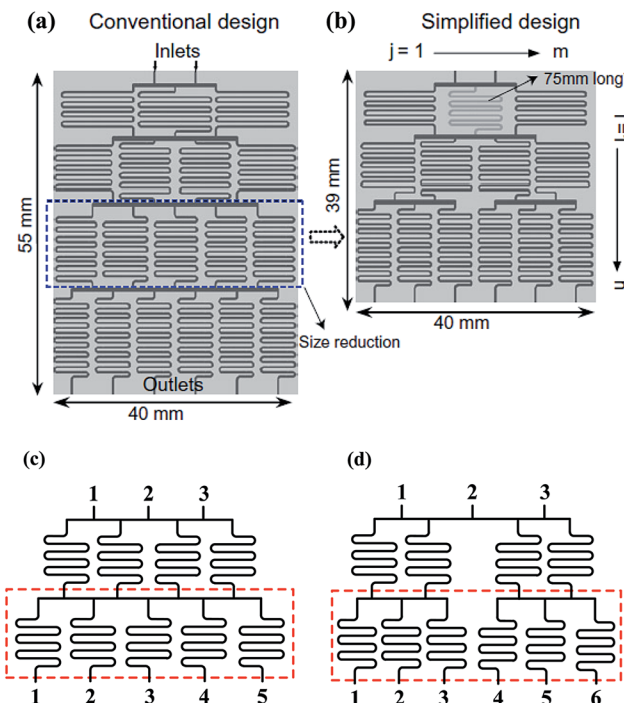 (a) Conventional design
Inlets
55 mm
Size reduction
Outlets
40 mm
(b) Simplified design
j = 1 m
75mm long
39 mm
n
40 mm
(c)
1 2 3
1 2 3 4 5
(d)
1 2 3
1 2 3 4 5 6